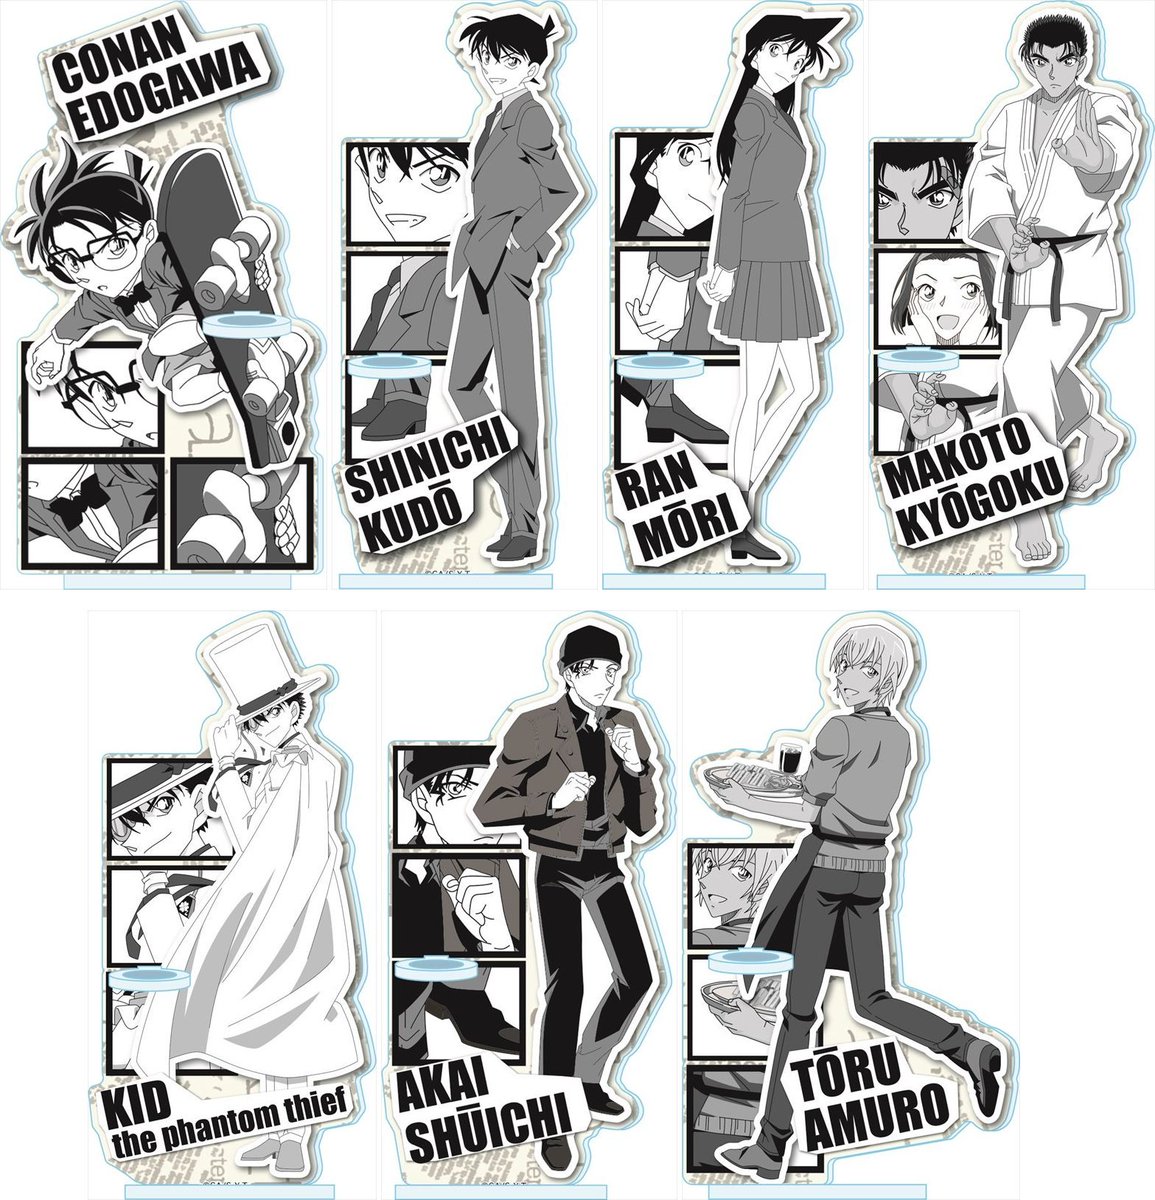 CONAN
EDOGAWA
SHINICHI
KUDŌ
RAN
MŌRI
MAKOTO
KYŌGOKU
KID
the phantom thief
AKAI
SHŪICHI
TŌRU
AMURO